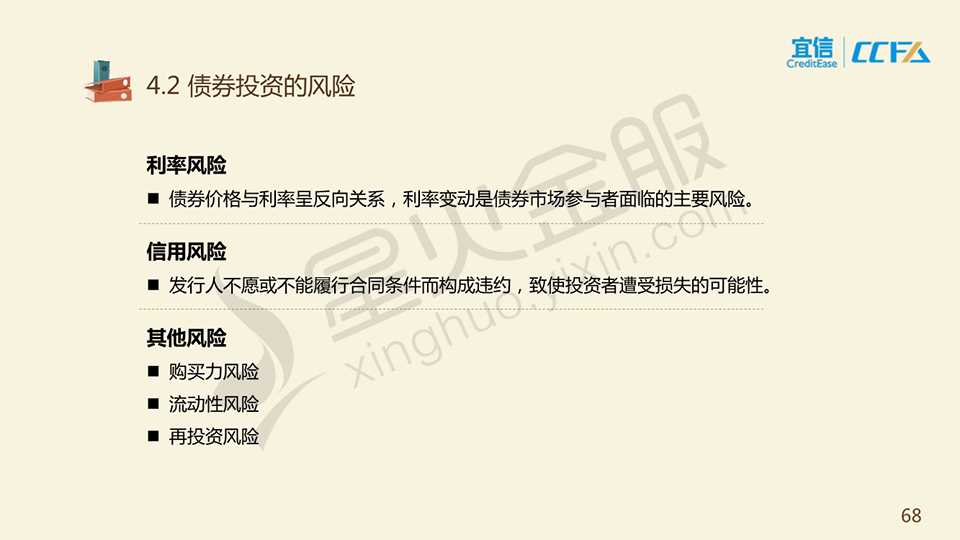 宜信
CreditEase
CCFA
4.2 债券投资的风险
利率风险
■ 债券价格与利率呈反向关系，利率变动是债券市场参与者面临的主要风险。
信用风险
■ 发行人不愿或不能履行合同条件而构成违约，致使投资者遭受损失的可能性。
其他风险
■ 购买力风险
■ 流动性风险
■ 再投资风险
星火金服
xinghuo.yixin.com
68